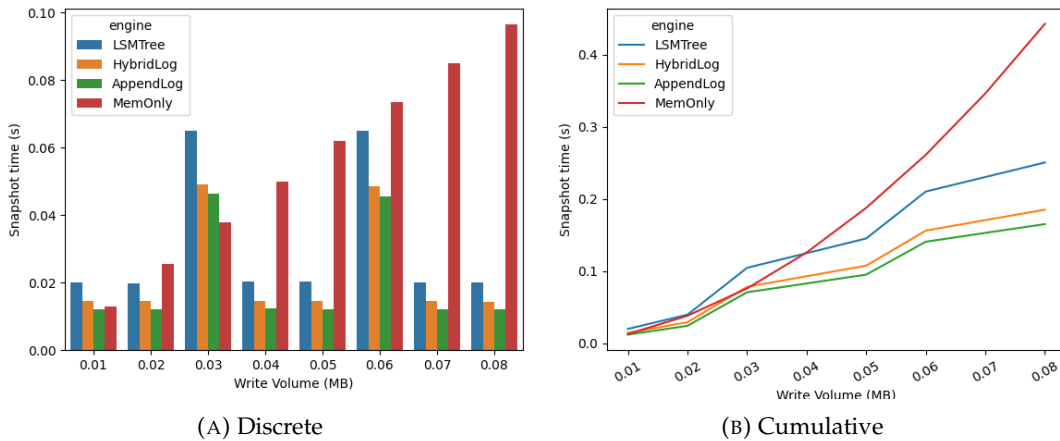 0.10
0.08
0.06
0.04
0.02
0.00
Snapshot time (s)
engine
LSMTree
HybridLog
AppendLog
MemOnly
0.01 0.02 0.03 0.04 0.05 0.06 0.07 0.08
Write Volume (MB)
(A) Discrete
0.4
0.3
0.2
0.1
0.0
Snapshot time (s)
engine
LSMTree
HybridLog
AppendLog
MemOnly
0.01 0.02 0.03 0.04 0.05 0.06 0.07 0.08
Write Volume (MB)
(B) Cumulative